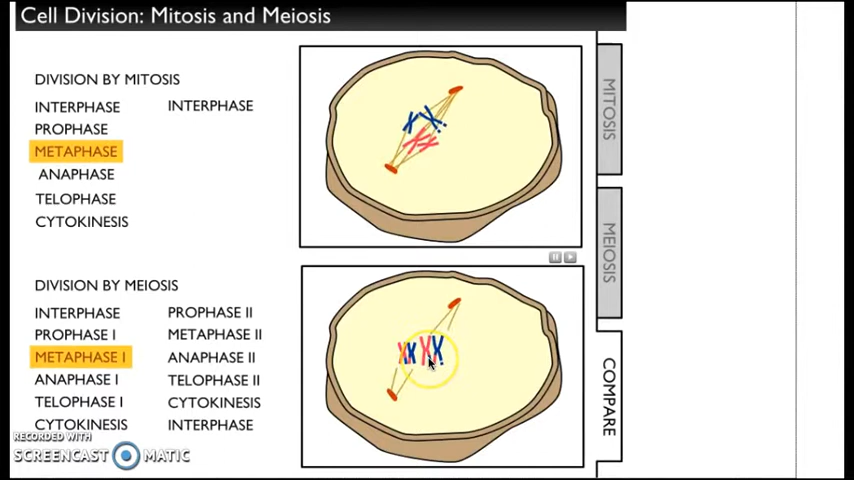 Cell Division: Mitosis and Meiosis
DIVISION BY MITOSIS
INTERPHASE
PROPHASE
METAPHASE
ANAPHASE
TELOPHASE
CYTOKINESIS
INTERPHASE
MITOSIS
MEIOSIS
COMPARE
DIVISION BY MEIOSIS
INTERPHASE
PROPHASE I
METAPHASE I
ANAPHASE I
TELOPHASE I
CYTOKINESIS
PROPHASE II
METAPHASE II
ANAPHASE II
TELOPHASE II
CYTOKINESIS
INTERPHASE
RECORDED WITH
SCREENCAST MATIC